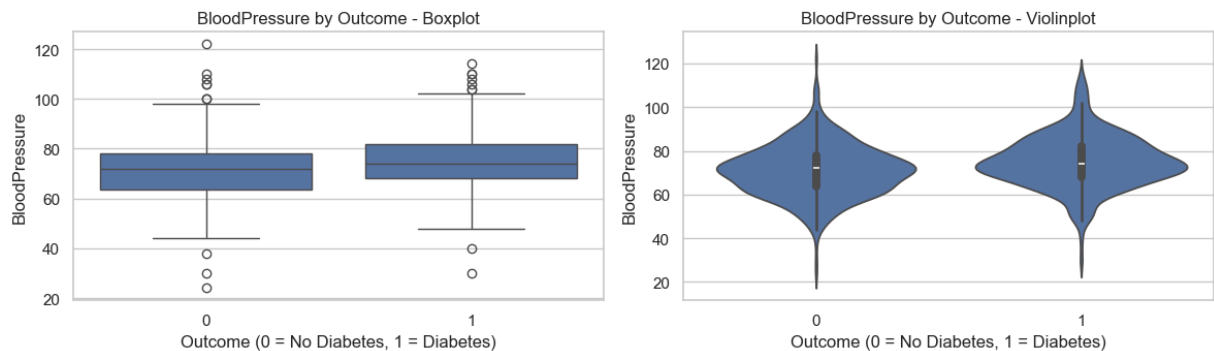 BloodPressure by Outcome - Boxplot
120
100
80
60
40
20
BloodPressure
0
1
Outcome (0 = No Diabetes, 1 = Diabetes)
BloodPressure by Outcome - Violinplot
120
100
80
60
40
20
BloodPressure
0
1
Outcome (0 = No Diabetes, 1 = Diabetes)